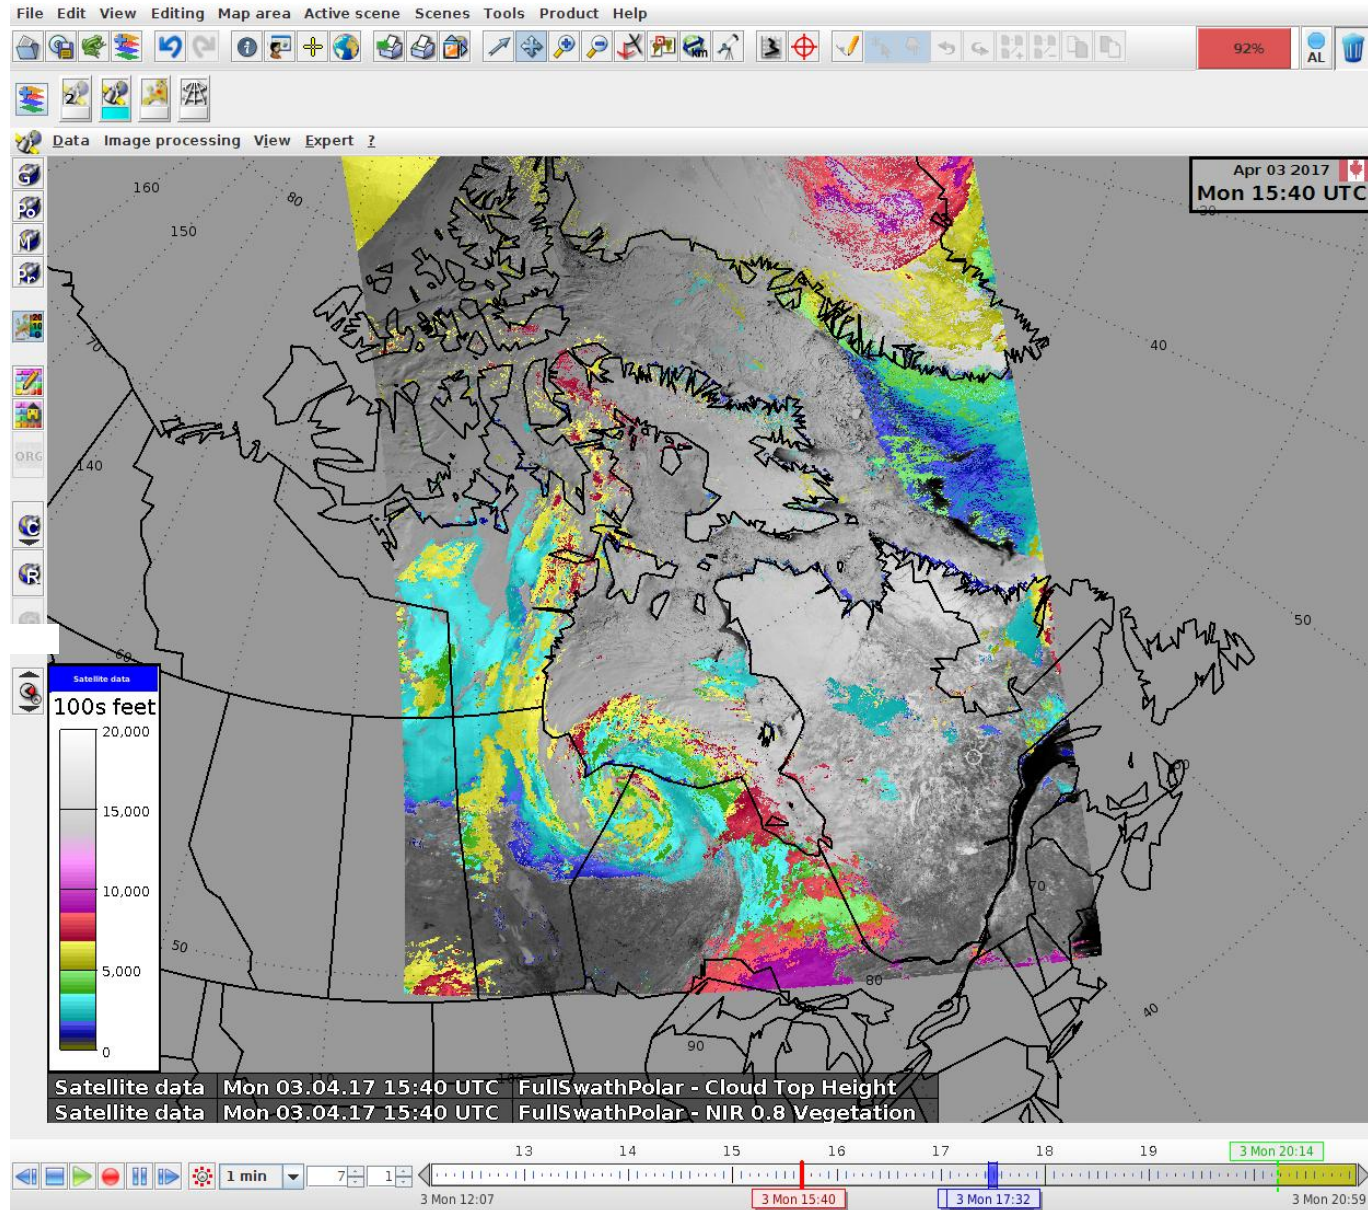 File Edit View Editing Map area Active scene Scenes Tools Product Help
92%
AL
2
Data Image processing View Expert ?
G
Po
M
Apr 03 2017
Mon 15:40 UTC
160
80
150
30
70
40
ORG
140
C
R
50
60
Satellite data
100s feet
20,000
15,000
10,000
5,000
0
50
70
80
40
90
Satellite data Mon 03.04.17 15:40 UTC FullSwathPolar - Cloud Top Height
Satellite data Mon 03.04.17 15:40 UTC FullSwathPolar - NIR 0.8 Vegetation
13 14 15 16 17 18 19 3 Mon 20:14
1 min 7 1
3 Mon 12:07 3 Mon 15:40 3 Mon 17:32 3 Mon 20:59